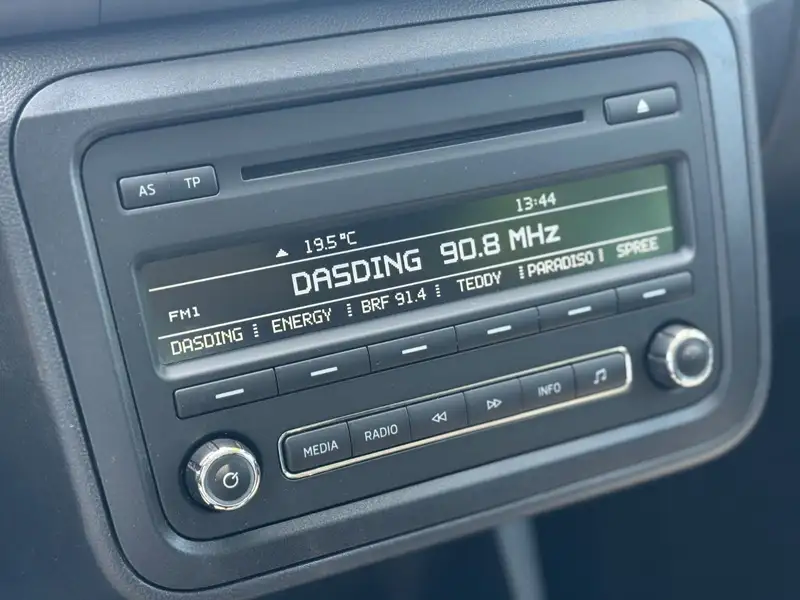 AS TP
19.5°C 13:44
DASDING 90.8 MHz
FM1
DASDING ENERGY BRF 91.4 TEDDY PARADISO SPREE
MEDIA RADIO INFO